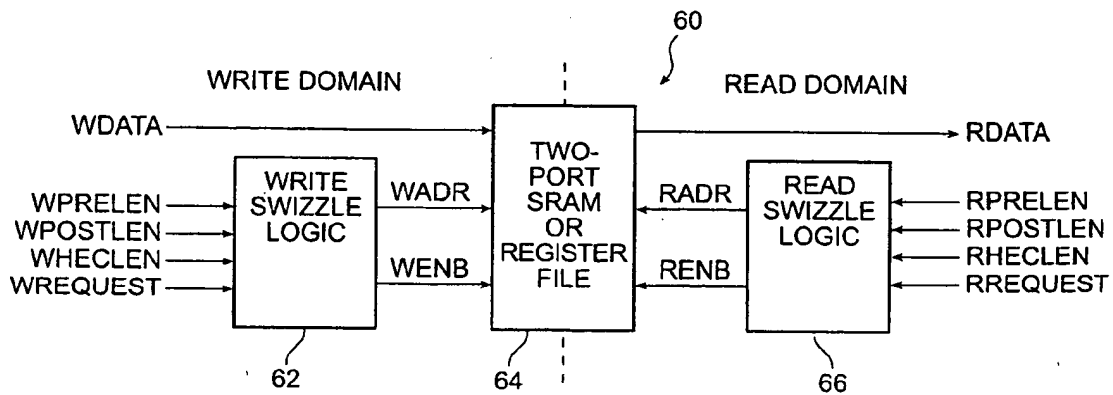 60
WRITE DOMAIN
READ DOMAIN
WDATA
RDATA
TWO-
PORT
SRAM
OR
REGISTER
FILE
WRITE
SWIZZLE
LOGIC
WADR
WENB
RADR
RENB
READ
SWIZZLE
LOGIC
WPRELEN
WPOSTLEN
WHECLEN
WREQUEST
RPRELEN
RPOSTLEN
RHECLEN
RREQUEST
62
64
66